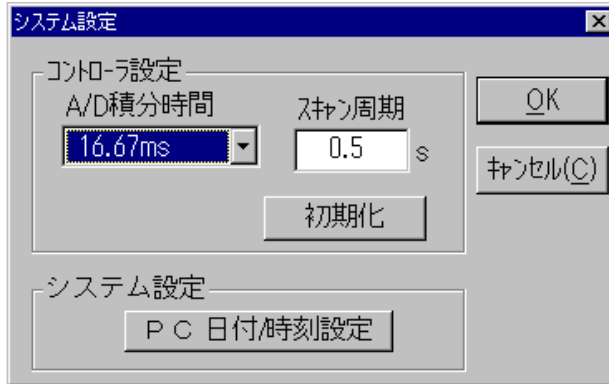 システム設定
コントローラ設定
A/D積分時間
スキャン周期
16.67ms
0.5
s
初期化
OK
キャンセル(C)
システム設定
PC 日付/時刻設定